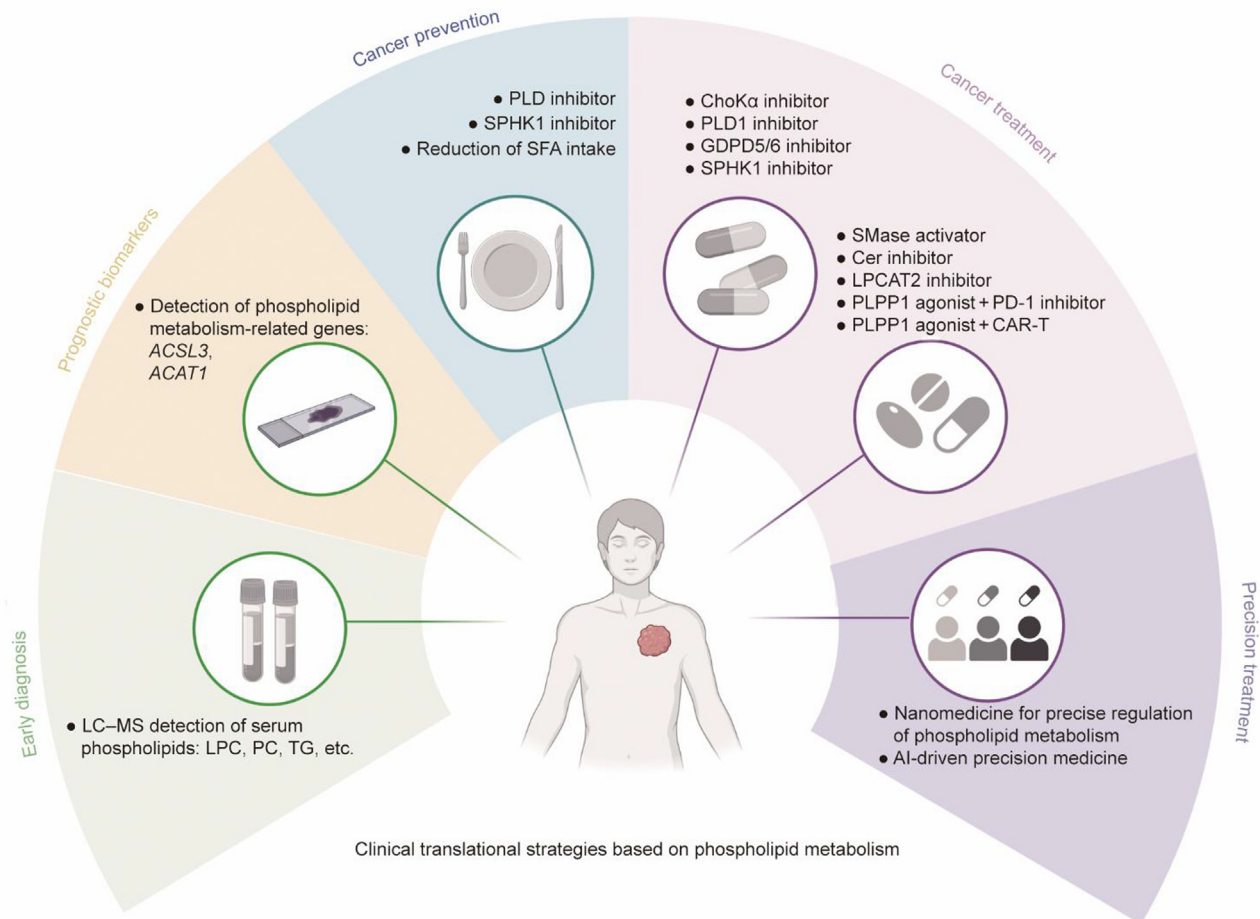 Cancer prevention
● PLD inhibitor
● SPHK1 inhibitor
● Reduction of SFA intake
Cancer treatment
● ChoKα inhibitor
● PLD1 inhibitor
● GDPD5/6 inhibitor
● SPHK1 inhibitor
● SMase activator
● Cer inhibitor
● LPCAT2 inhibitor
● PLPP1 agonist + PD-1 inhibitor
● PLPP1 agonist + CAR-T
Prognostic biomarkers
● Detection of phospholipid
metabolism-related genes:
ACSL3,
ACAT1
Early diagnosis
● LC–MS detection of serum
phospholipids: LPC, PC, TG, etc.
Precision treatment
● Nanomedicine for precise regulation
of phospholipid metabolism
● AI-driven precision medicine
Clinical translational strategies based on phospholipid metabolism